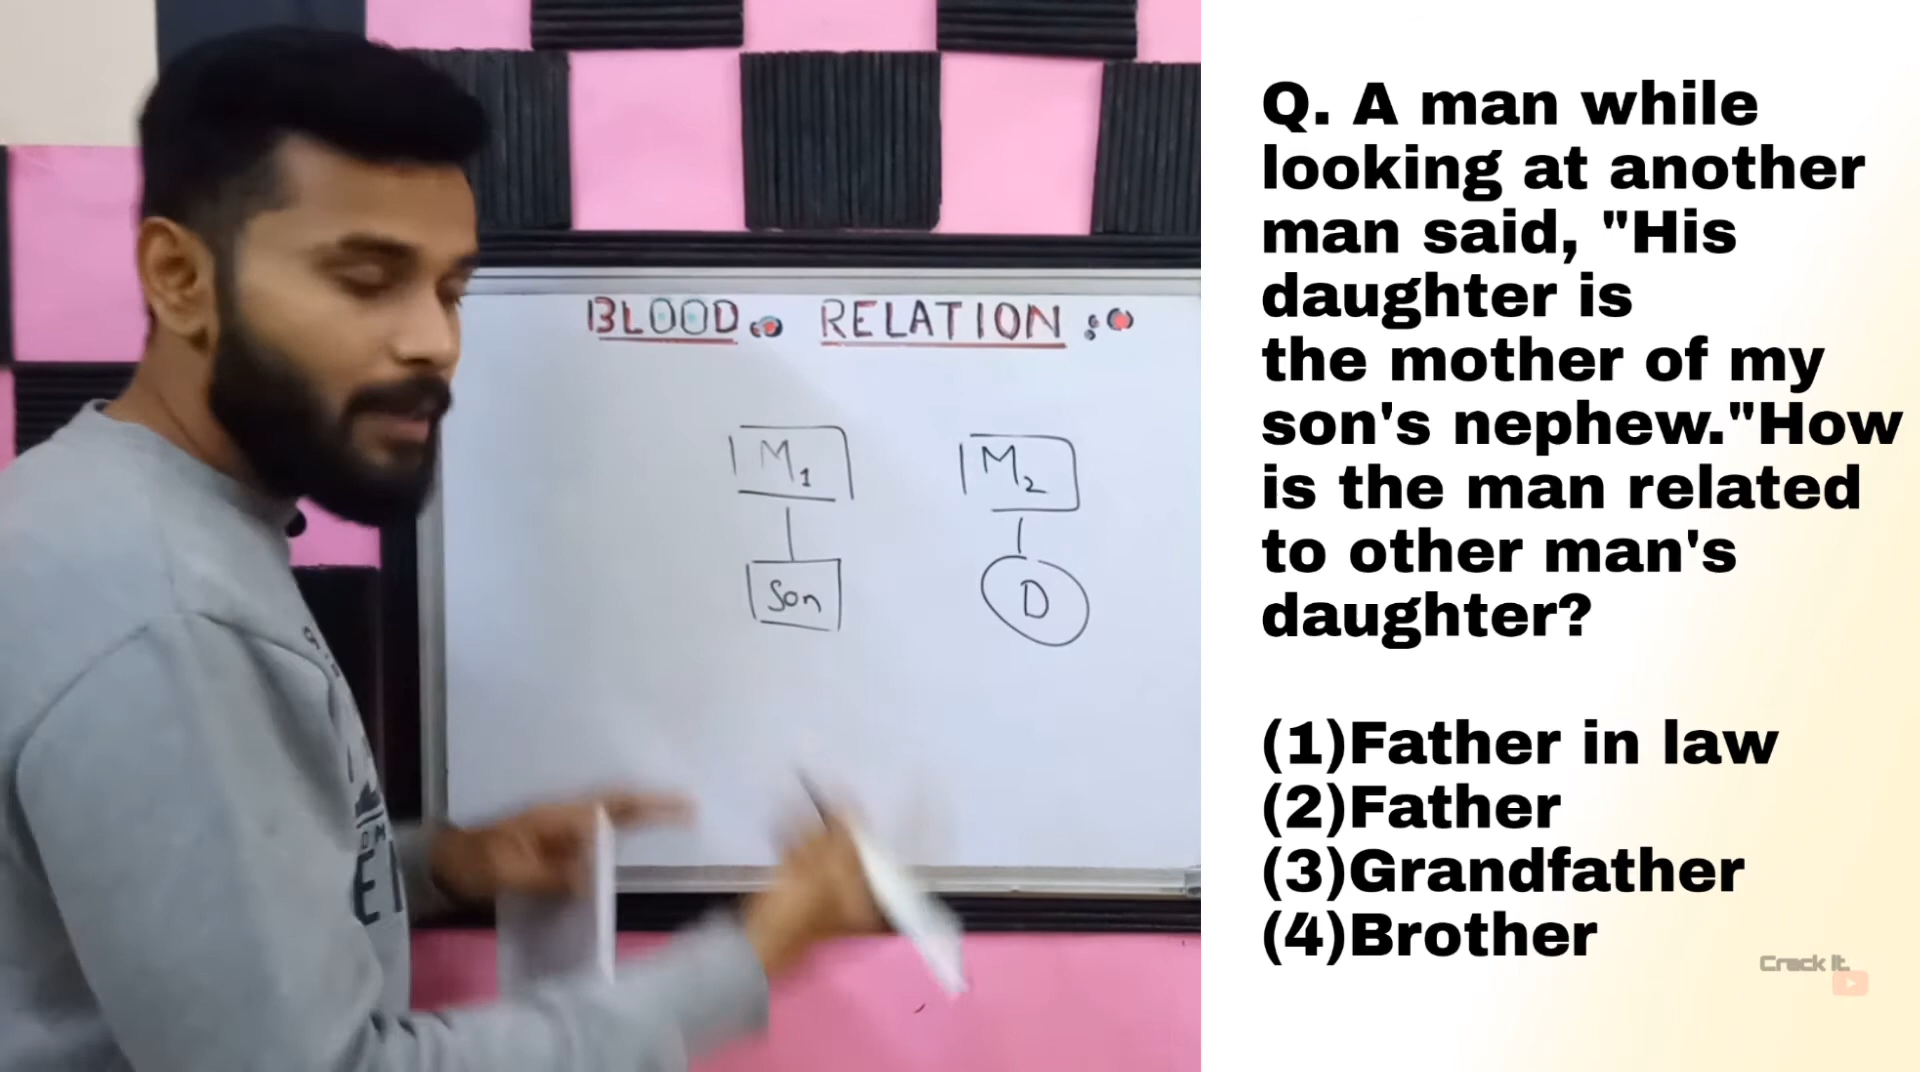 BLOOD RELATION :
M1
M2
Son
D
E
Q. A man while
looking at another
man said, "His
daughter is
the mother of my
son's nephew."How
is the man related
to other man's
daughter?
(1)Father in law
(2)Father
(3)Grandfather
(4)Brother
Crack It